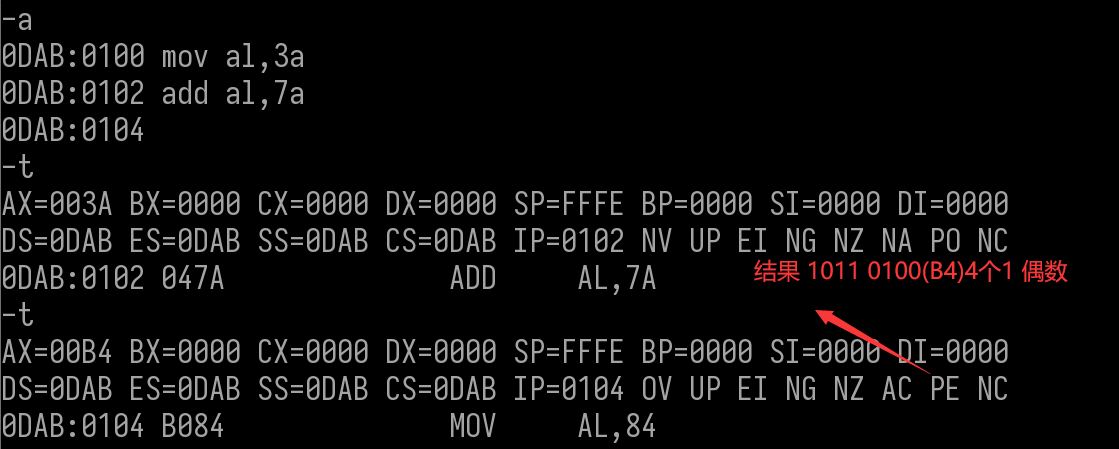 -a
0DAB:0100 mov al,3a
0DAB:0102 add al,7a
0DAB:0104
-t
AX=003A BX=0000 CX=0000 DX=0000 SP=FFFE BP=0000 SI=0000 DI=0000
DS=0DAB ES=0DAB SS=0DAB CS=0DAB IP=0102 NV UP EI NG NZ NA PO NC
0DAB:0102 047A ADD AL,7A
结果 1011 0100(B4)4个1 偶数
-t
AX=00B4 BX=0000 CX=0000 DX=0000 SP=FFFE BP=0000 SI=0000 DI=0000
DS=0DAB ES=0DAB SS=0DAB CS=0DAB IP=0104 OV UP EI NG NZ AC PE NC
0DAB:0104 B084 MOV AL,84